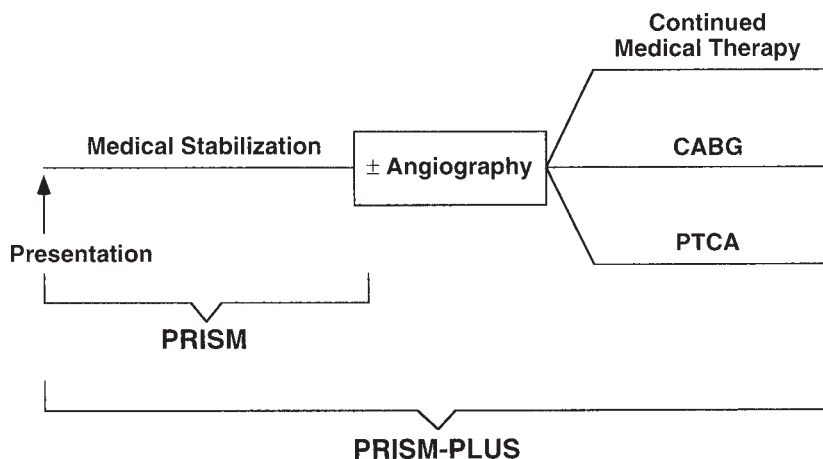 Continued
Medical Therapy
Medical Stabilization
± Angiography
CABG
Presentation
PTCA
PRISM
PRISM-PLUS